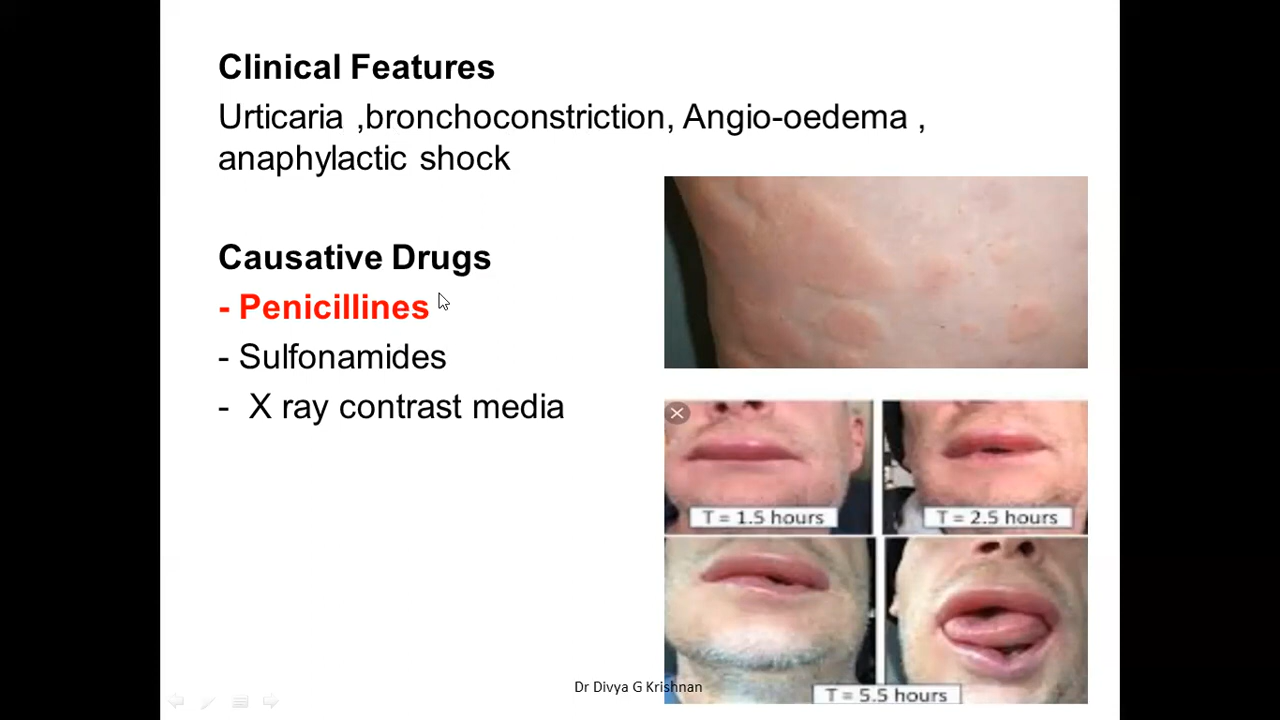 Clinical Features
Urticaria ,bronchoconstriction, Angio-oedema ,
anaphylactic shock
Causative Drugs
- Penicillines
- Sulfonamides
- X ray contrast media
T = 1.5 hours
T = 2.5 hours
T = 5.5 hours
Dr Divya G Krishnan